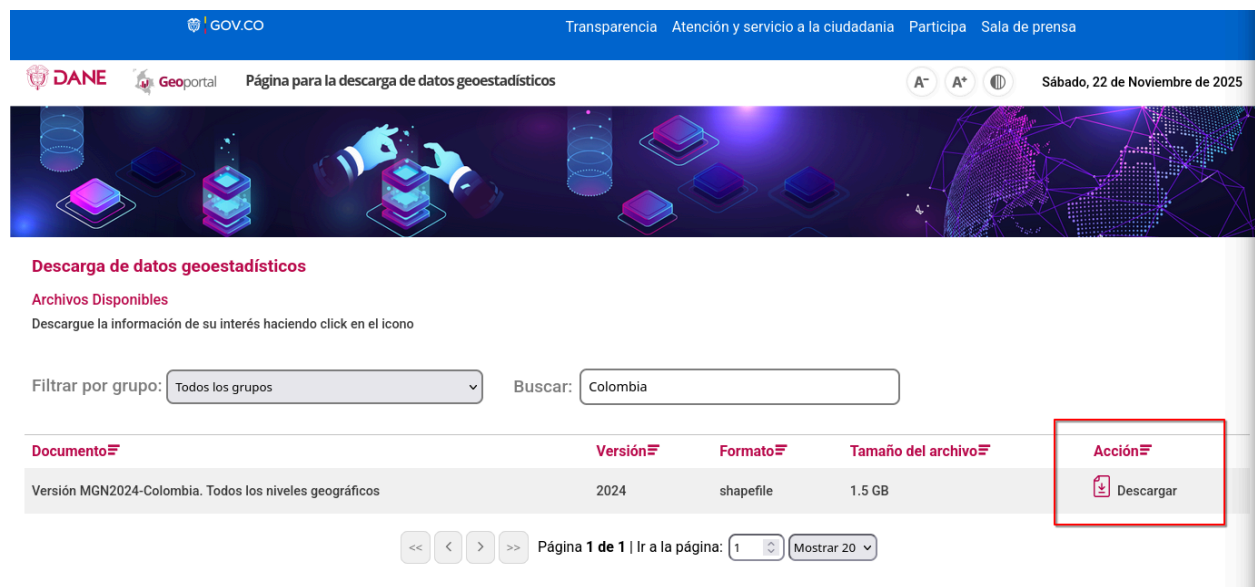 GOV.CO Transparencia Atención y servicio a la ciudadania Participa Sala de prensa
DANE Geoportal Página para la descarga de datos geoestadísticos A- A+ Sábado, 22 de Noviembre de 2025
Descarga de datos geoestadísticos
Archivos Disponibles
Descargue la información de su interés haciendo click en el icono
Filtrar por grupo: Todos los grupos Buscar: Colombia
Documento Versión Formato Tamaño del archivo Acción
Versión MGN2024-Colombia. Todos los niveles geográficos 2024 shapefile 1.5 GB Descargar
<< < > >> Página 1 de 1 | Ir a la página: 1 Mostrar 20